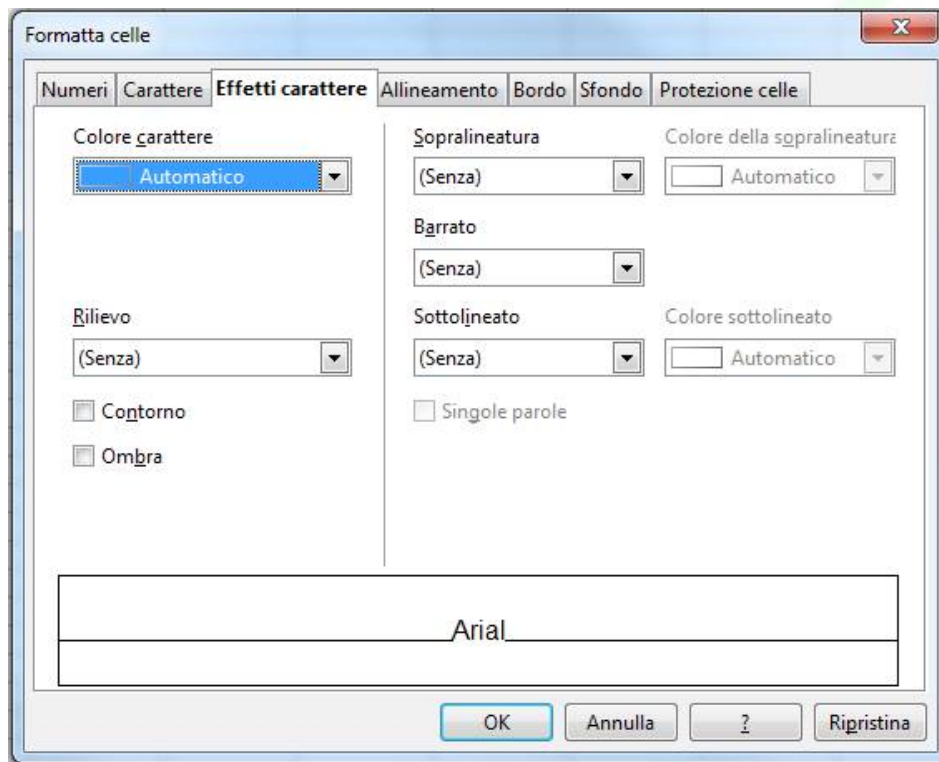 Formatta celle
Numeri Carattere Effetti carattere Allineamento Bordo Sfondo Protezione celle
Colore carattere
Automatico
Rilievo
(Senza)
Contorno
Ombra
Sopralineatura
(Senza)
Colore della sopralineatura
Automatico
Barrato
(Senza)
Sottolineato
(Senza)
Colore sottolineato
Automatico
Singole parole
Arial
OK Annulla ? Ripristina